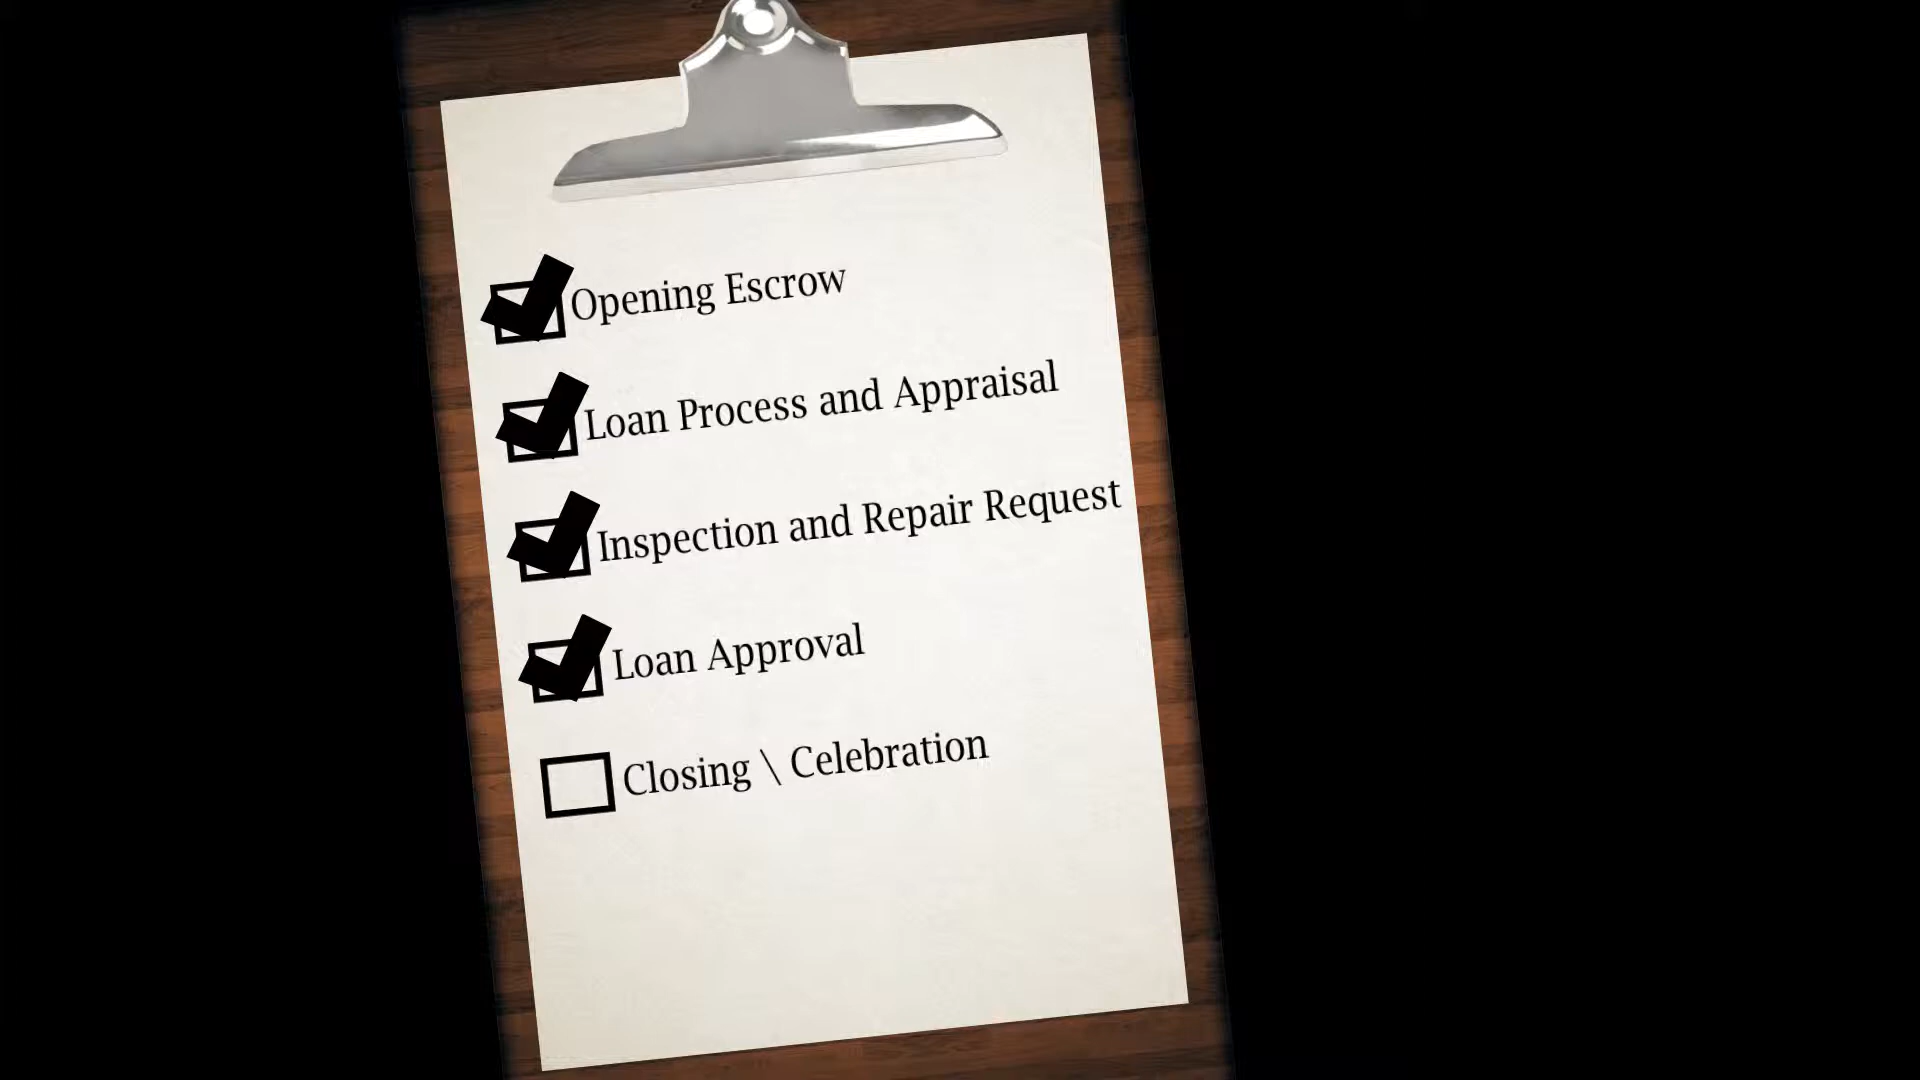 Opening Escrow
Loan Process and Appraisal
Inspection and Repair Request
Loan Approval
Closing \ Celebration